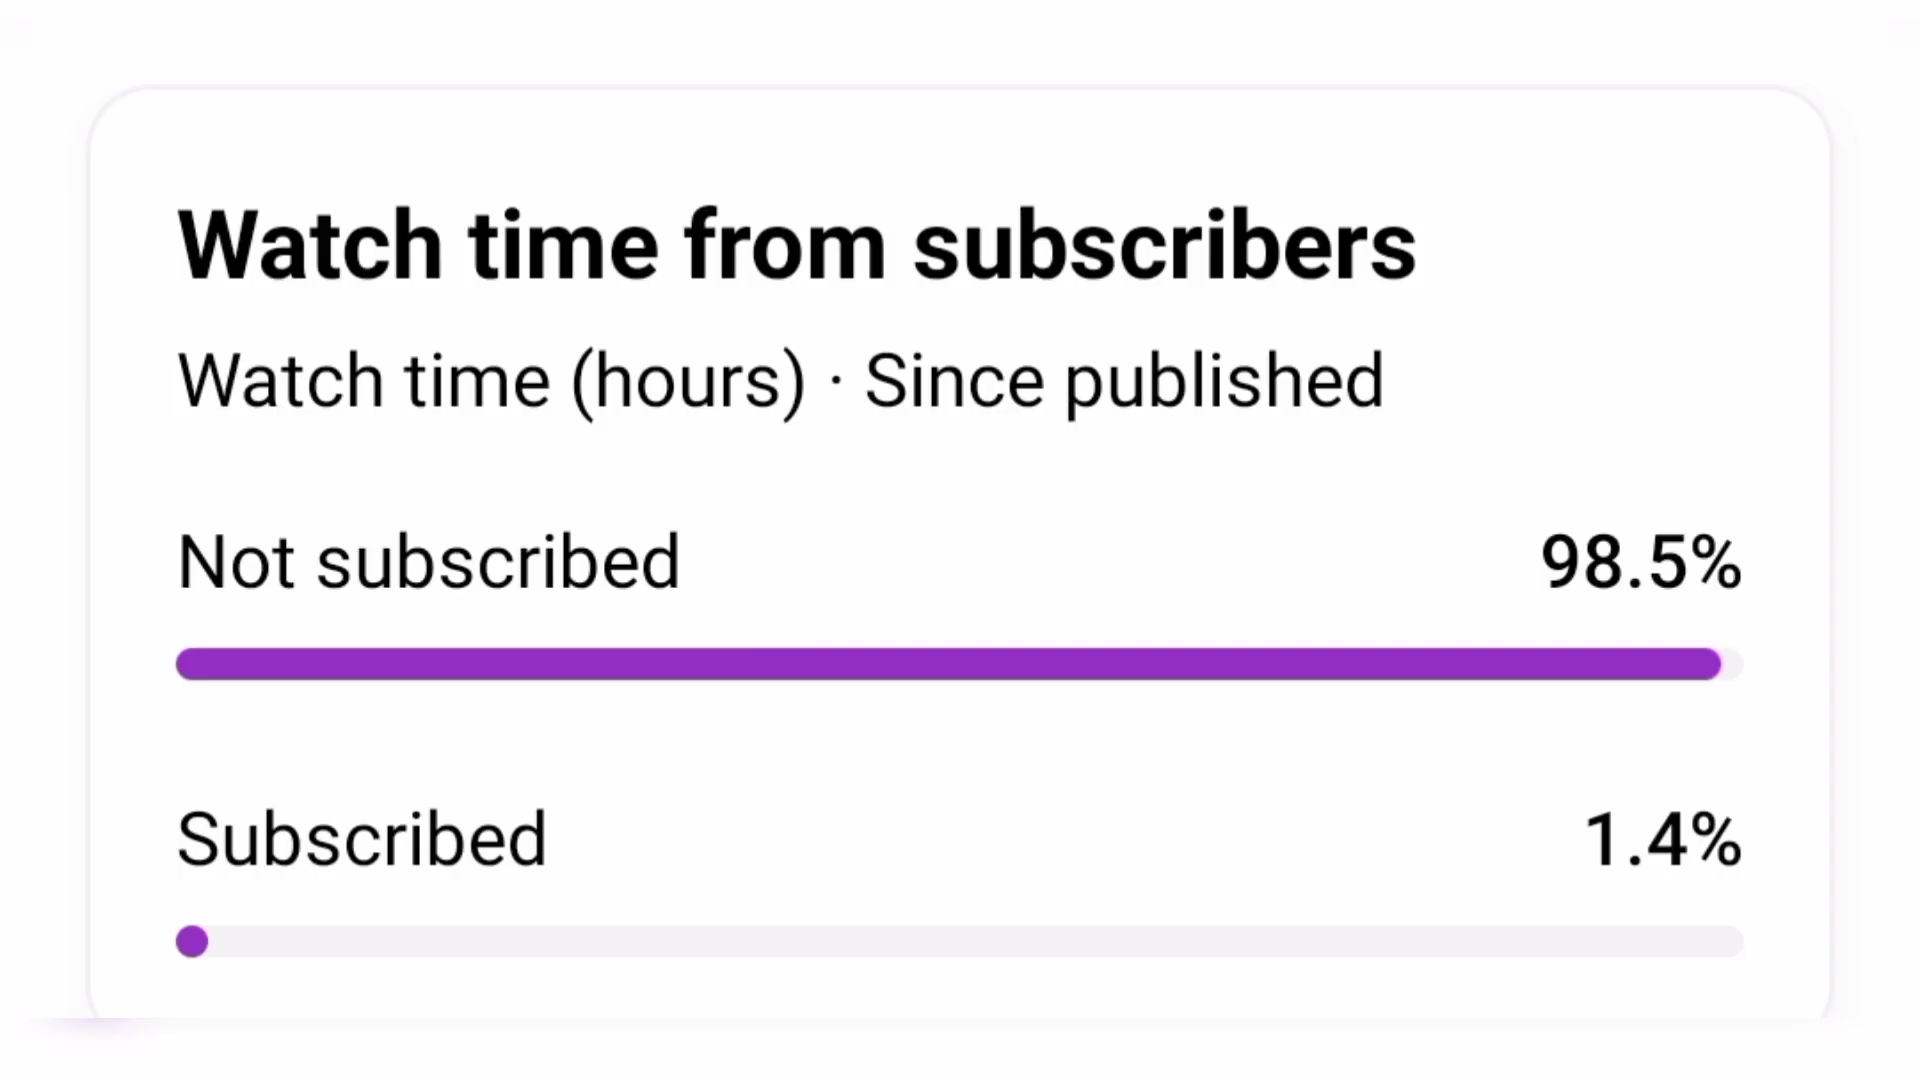 Watch time from subscribers
Watch time (hours) · Since published
Not subscribed 98.5%
Subscribed 1.4%